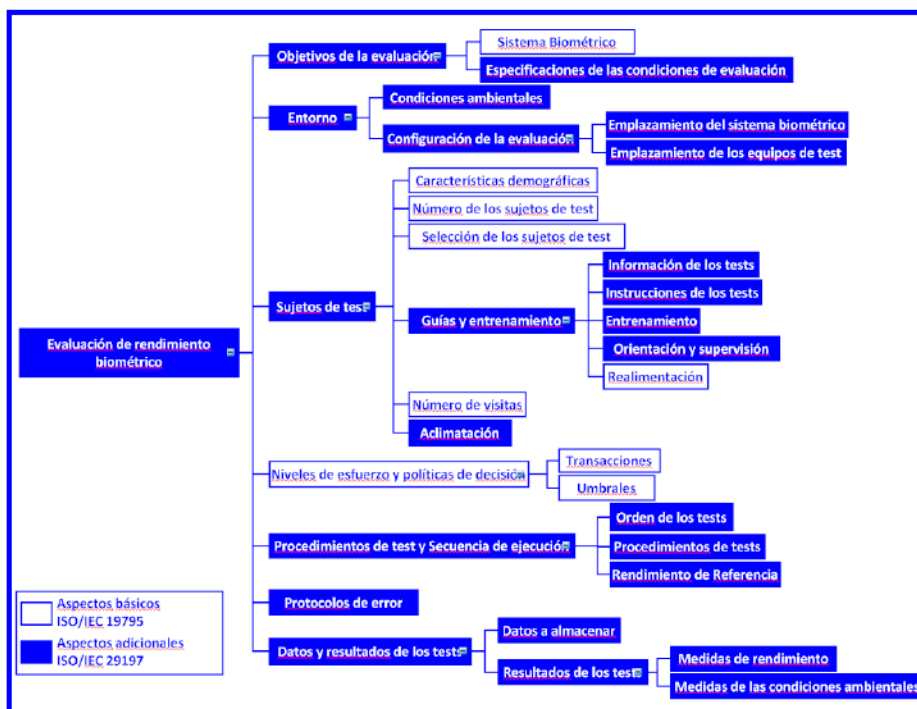 Objetivos de la evaluación
Sistema Biométrico
Especificaciones de las condiciones de evaluación
Entorno
Condiciones ambientales
Configuración de la evaluación
Emplazamiento del sistema biométrico
Emplazamiento de los equipos de test
Características demográficas
Número de los sujetos de test
Selección de los sujetos de test
Sujetos de test
Guías y entrenamiento
Información de los tests
Instrucciones de los tests
Entrenamiento
Orientación y supervisión
Realimentación
Evaluación de rendimiento
biométrico
Número de visitas
Aclimatación
Niveles de esfuerzo y políticas de decisión
Transacciones
Umbrales
Procedimientos de test y Secuencia de ejecución
Orden de los tests
Procedimientos de tests
Rendimiento de Referencia
Protocolos de error
Datos y resultados de los tests
Datos a almacenar
Resultados de los test
Medidas de rendimiento
Medidas de las condiciones ambientales
Aspectos básicos
ISO/IEC 19795
Aspectos adicionales
ISO/IEC 29197